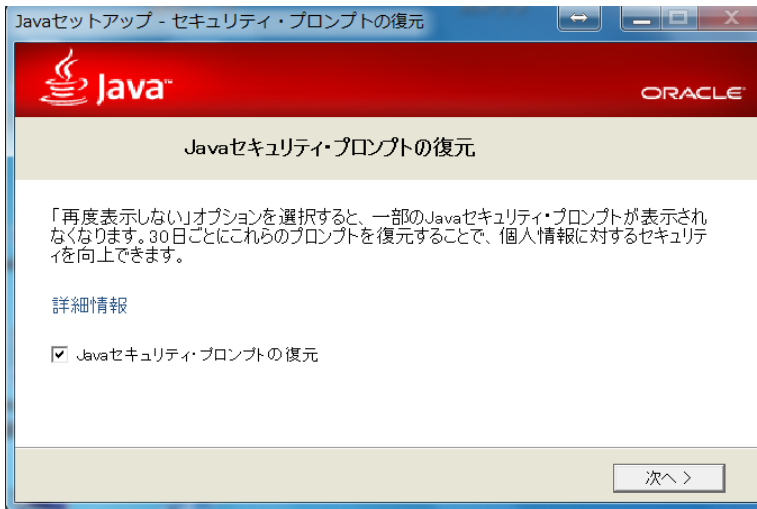 Javaセットアップ - セキュリティ・プロンプトの復元
Java™
ORACLE
Javaセキュリティ・プロンプトの復元
「再度表示しない」オプションを選択すると、一部のJavaセキュリティ・プロンプトが表示され
なくなります。30日ごとにこれらのプロンプトを復元することで、個人情報に対するセキュリテ
ィを向上できます。
詳細情報
Javaセキュリティ・プロンプトの復元
次へ >